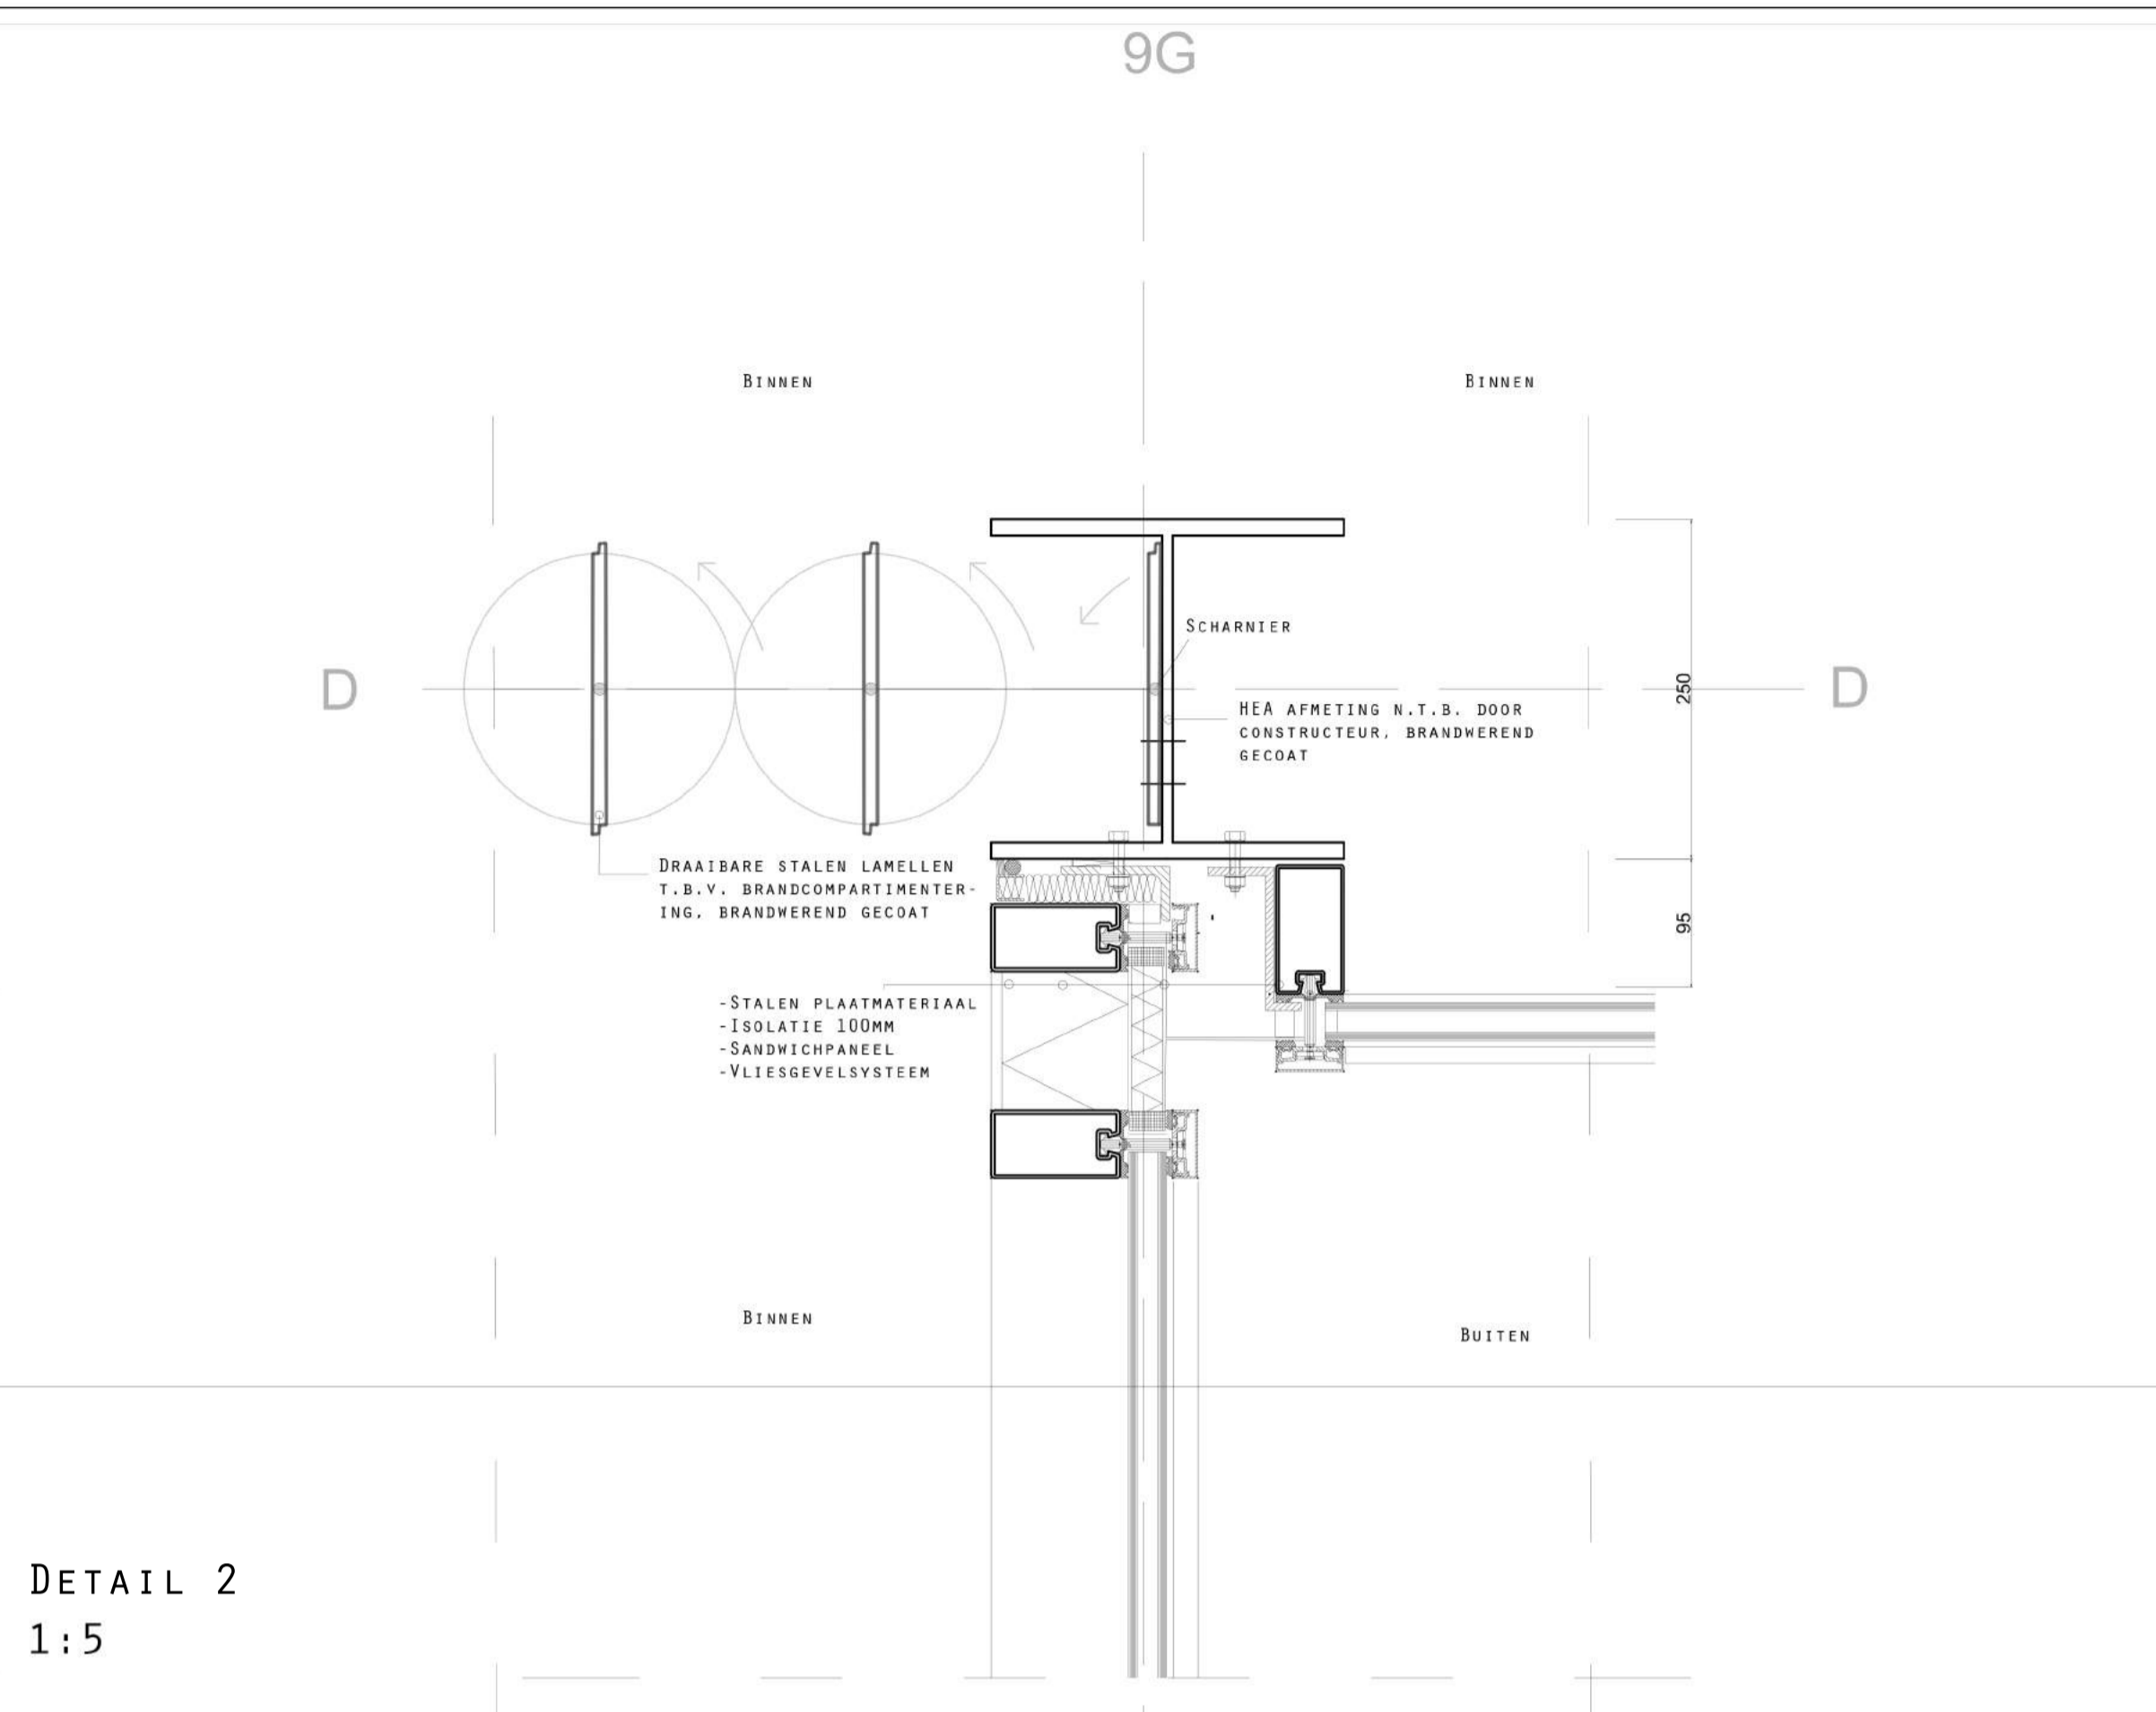 9G
BINNEN
BINNEN
SCHARNIER
D
D
250
HEA AFMETING N.T.B. DOOR
CONSTRUCTEUR, BRANDWEREND
GECOAT
DRAAIBARE STALEN LAMELLEN
T.B.V. BRANDCOMPARTIMENTER-
ING, BRANDWEREND GECOAT
95
-STALEN PLAATMATERIAAL
-ISOLATIE 100MM
-SANDWICHPANEEL
-VLIESGEVELSYSTEEM
BINNEN
BUITEN
DETAIL 2
1:5